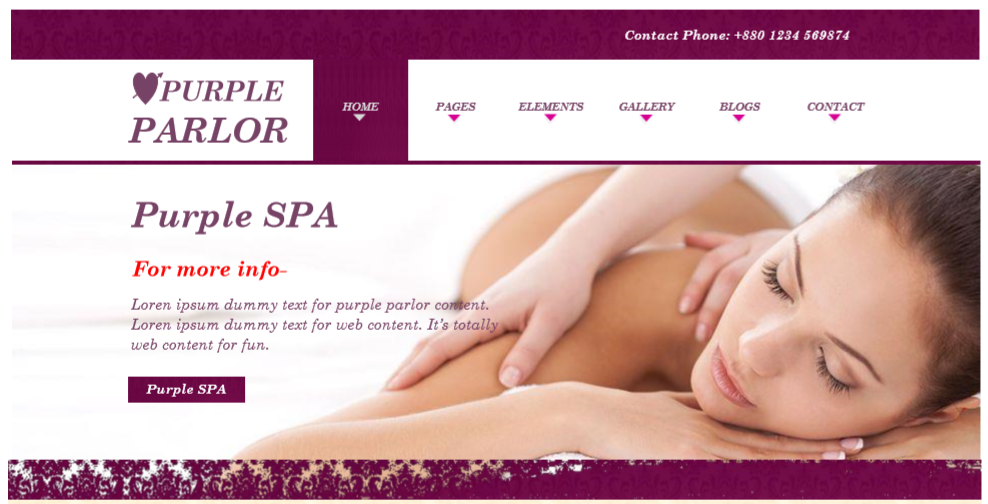 Contact Phone: +880 1234 569874
PURPLE
PARLOR
HOME
PAGES
ELEMENTS
GALLERY
BLOGS
CONTACT
Purple SPA
For more info-
Loren ipsum dummy text for purple parlor content.
Loren ipsum dummy text for web content. It's totally
web content for fun.
Purple SPA